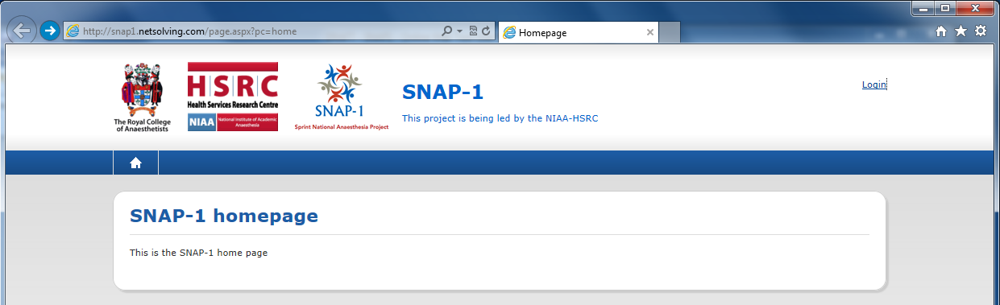 http://snap1.netsolving.com/page.aspx?pc=home
Homepage
The Royal College
of Anaesthetists
HSRC
Health Services Research Centre
NIAA
National Institute of Academic
Anaesthesia
SNAP-1
Sprint National Anaesthesia Project
SNAP-1
This project is being led by the NIAA-HSRC
Login
SNAP-1 homepage
This is the SNAP-1 home page